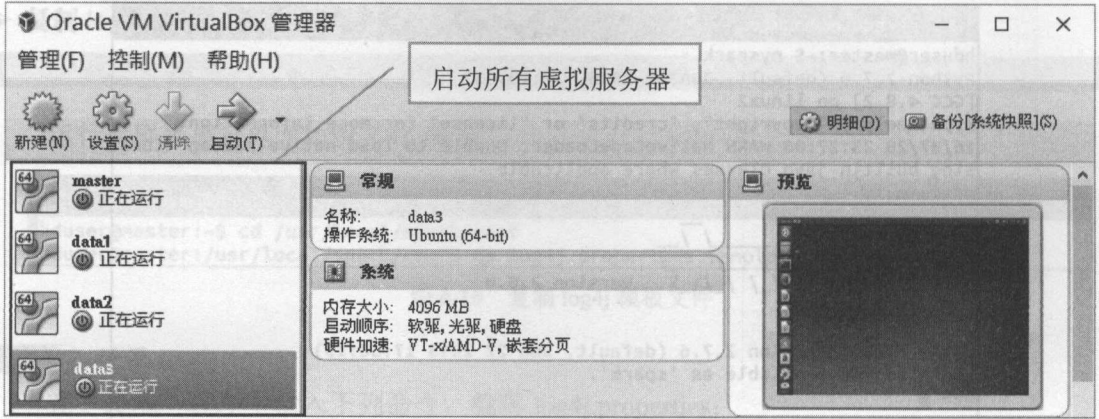 Oracle VM VirtualBox 管理器
管理(F) 控制(M) 帮助(H)
启动所有虚拟服务器
新建(N) 设置(S) 清除 启动(T)
明细(D) 备份[系统快照](S)
64 master
正在运行
64 data1
正在运行
64 data2
正在运行
64 data3
正在运行
常规
名称: data3
操作系统: Ubuntu (64-bit)
系统
内存大小: 4096 MB
启动顺序: 软驱, 光驱, 硬盘
硬件加速: VT-x/AMD-V, 嵌套分页
预览